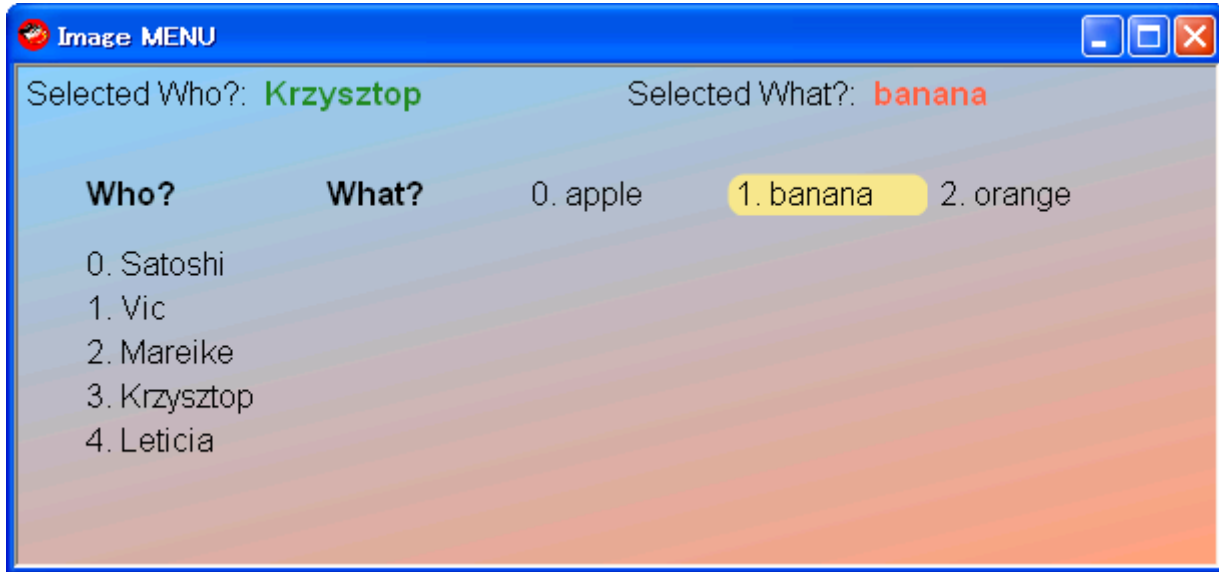 Image MENU
Selected Who?: Krzysztop Selected What?: banana
Who? What? 0. apple 1. banana 2. orange
0. Satoshi
1. Vic
2. Mareike
3. Krzysztop
4. Leticia